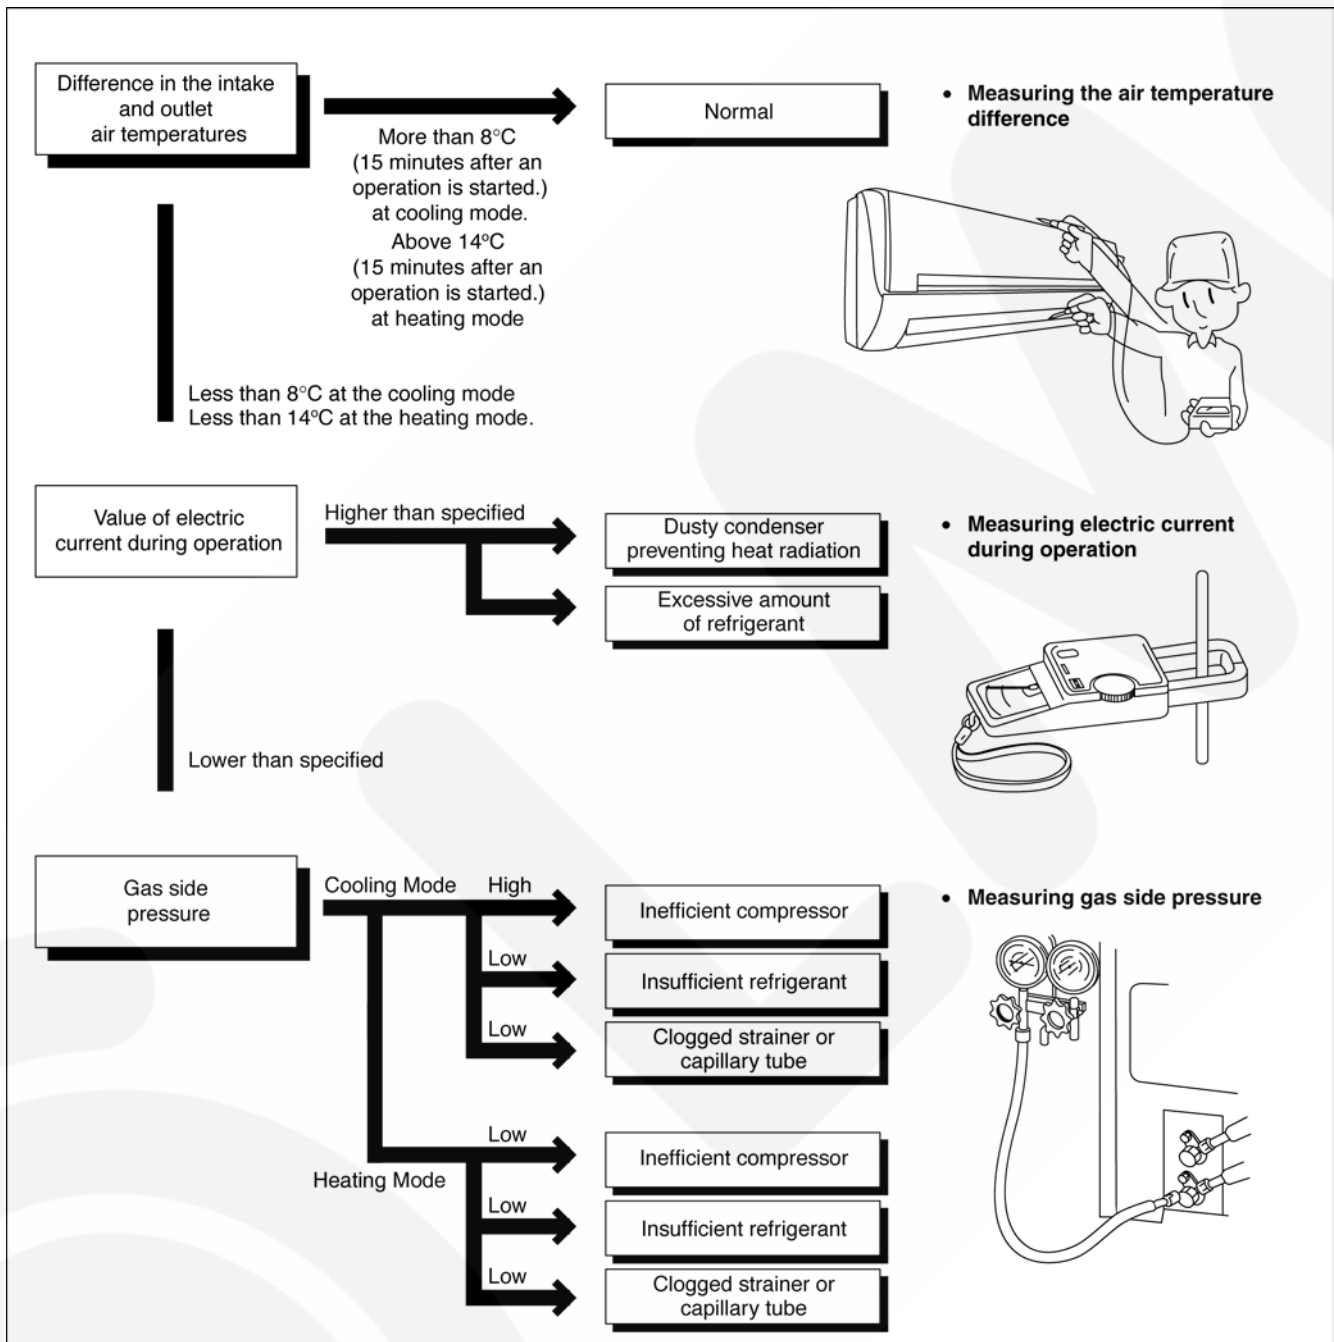 Difference in the intake
and outlet
air temperatures
More than 8°C
(15 minutes after an
operation is started.)
at cooling mode.
Above 14ºC
(15 minutes after an
operation is started.)
at heating mode
Normal
• Measuring the air temperature
difference
Less than 8°C at the cooling mode
Less than 14ºC at the heating mode.
Value of electric
current during operation
Higher than specified
Dusty condenser
preventing heat radiation
Excessive amount
of refrigerant
• Measuring electric current
during operation
Lower than specified
Gas side
pressure
Cooling Mode
High
Inefficient compressor
Low
Insufficient refrigerant
Low
Clogged strainer or
capillary tube
Heating Mode
Low
Inefficient compressor
Low
Insufficient refrigerant
Low
Clogged strainer or
capillary tube
• Measuring gas side pressure